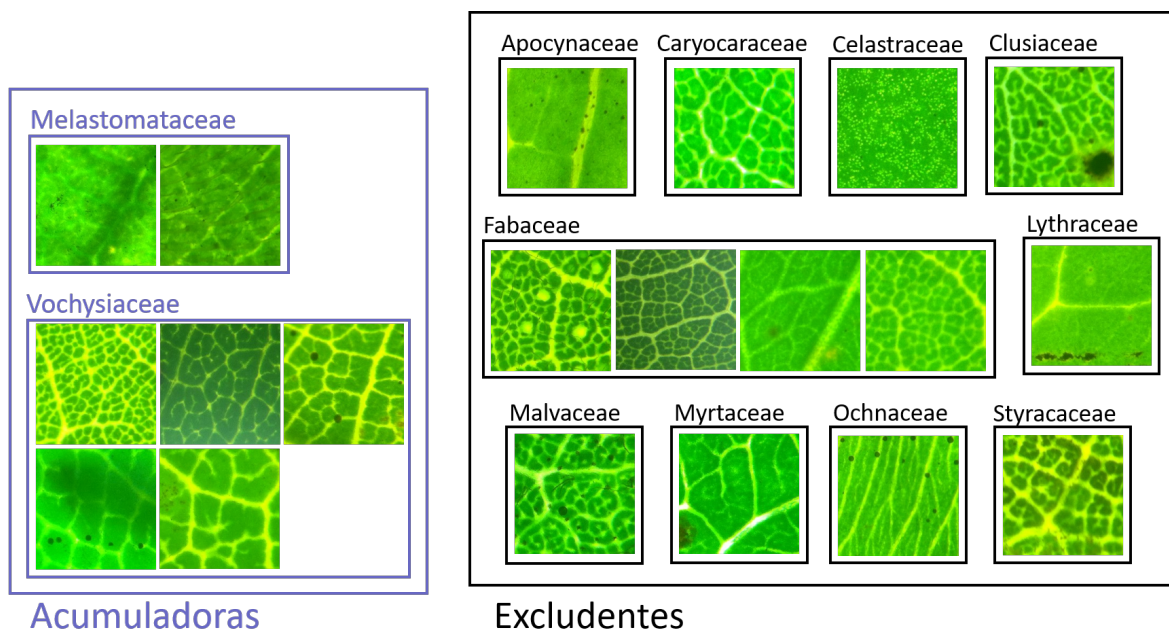 Melastomataceae
Vochysiaceae
Acumuladoras
Apocynaceae
Caryocaraceae
Celastraceae
Clusiaceae
Fabaceae
Lythraceae
Malvaceae
Myrtaceae
Ochnaceae
Styracaceae
Excludentes